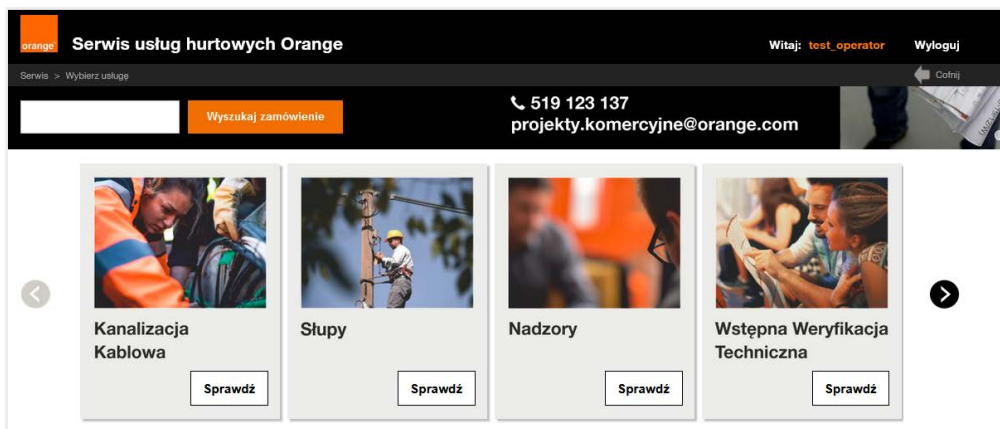 orange
Serwis usług hurtowych Orange
Witaj: test_operator
Wyloguj
Serwis > Wybierz usługę
Cofnij
Wyszukaj zamówienie
519 123 137
projekty.komercyjne@orange.com
Kanalizacja
Kablowa
Sprawdź
Słupy
Sprawdź
Nadzory
Sprawdź
Wstępna Weryfikacja
Techniczna
Sprawdź